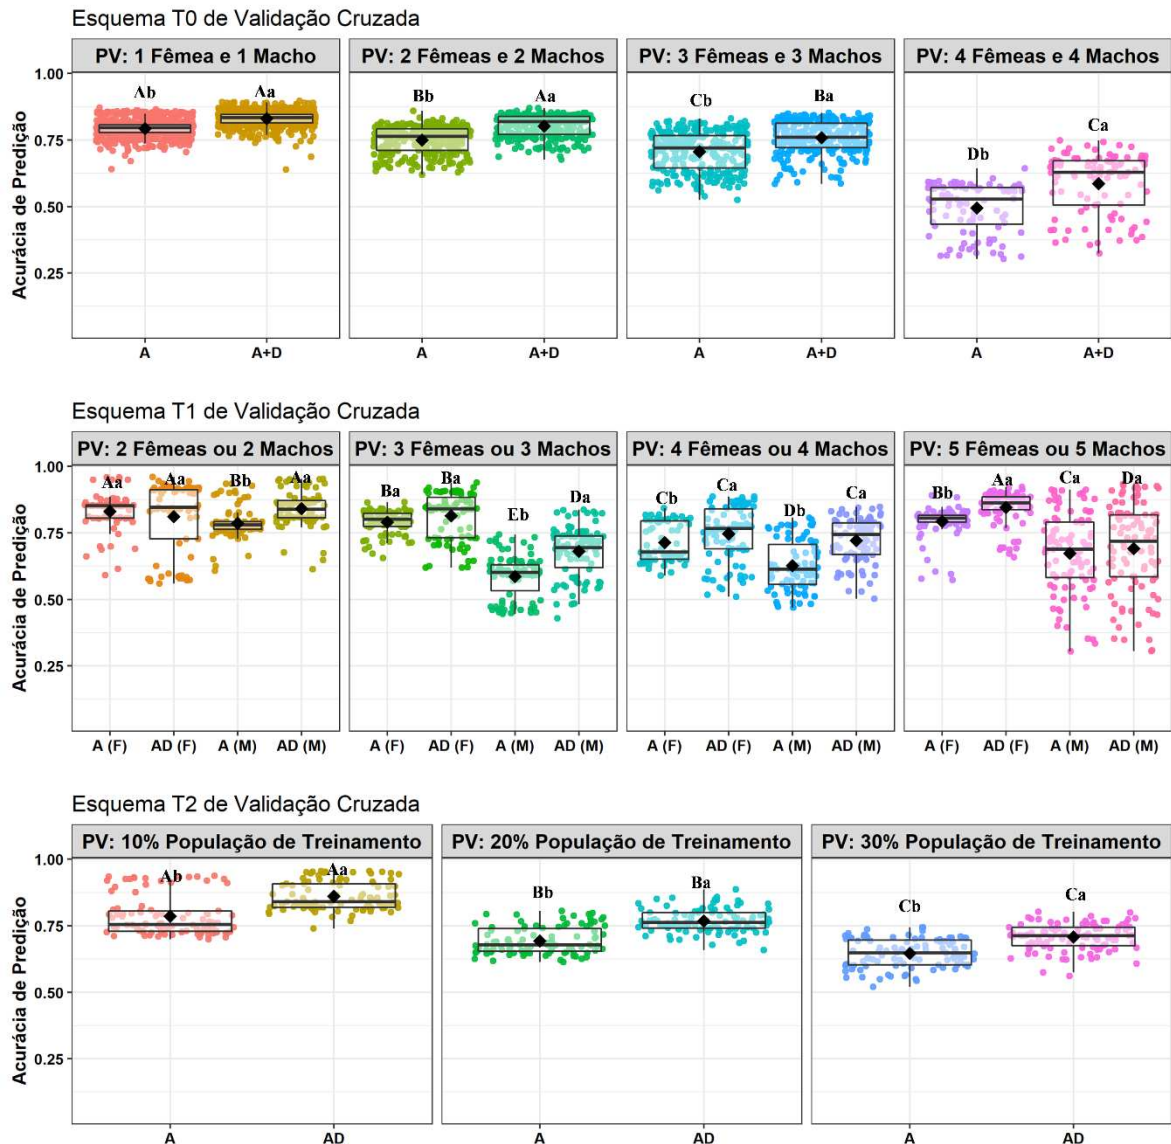 Esquema T0 de Validação Cruzada
PV: 1 Fêmea e 1 Macho PV: 2 Fêmeas e 2 Machos PV: 3 Fêmeas e 3 Machos PV: 4 Fêmeas e 4 Machos
Acurácia de Predição
1.00
0.75
0.50
0.25
Ab Aa Bb Aa Cb Ba Db Ca
A A+D A A+D A A+D A A+D
Esquema T1 de Validação Cruzada
PV: 2 Fêmeas ou 2 Machos PV: 3 Fêmeas ou 3 Machos PV: 4 Fêmeas ou 4 Machos PV: 5 Fêmeas ou 5 Machos
Acurácia de Predição
1.00
0.75
0.50
0.25
Aa Aa Bb Aa Ba Ba Eb Da Cb Ca Db Ca Bb Aa Ca Da
A (F) AD (F) A (M) AD (M) A (F) AD (F) A (M) AD (M) A (F) AD (F) A (M) AD (M) A (F) AD (F) A (M) AD (M)
Esquema T2 de Validação Cruzada
PV: 10% População de Treinamento PV: 20% População de Treinamento PV: 30% População de Treinamento
Acurácia de Predição
1.00
0.75
0.50
0.25
Ab Aa Bb Ba Cb Ca
A AD A AD A AD